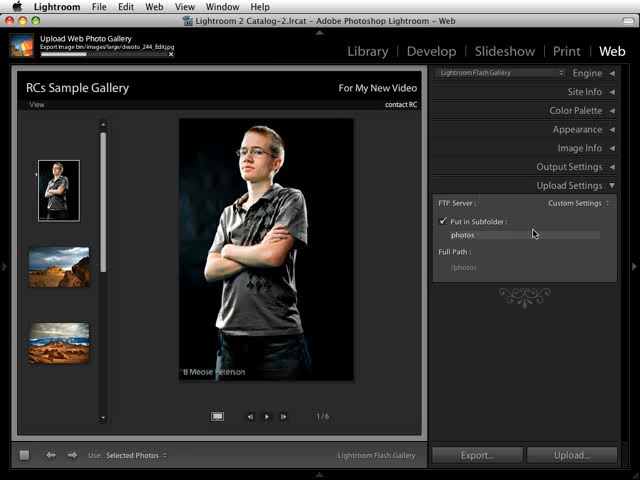 Lightroom File Edit Web View Window Help
Lightroom 2 Catalog-2.lrcat - Adobe Photoshop Lightroom - Web
Upload Web Photo Gallery
Export image bin/images/large/desoto_244_Edit.jpg
Library | Develop | Slideshow | Print | Web
RCs Sample Gallery
For My New Video
View
contact RC
B Moose Peterson
1/6
Use: Selected Photos
Lightroom Flash Gallery
Lightroom Flash Gallery
Engine
Site Info
Color Palette
Appearance
Image Info
Output Settings
Upload Settings
FTP Server :
Custom Settings
Put in Subfolder :
photos
Full Path :
/photos
Export...
Upload...